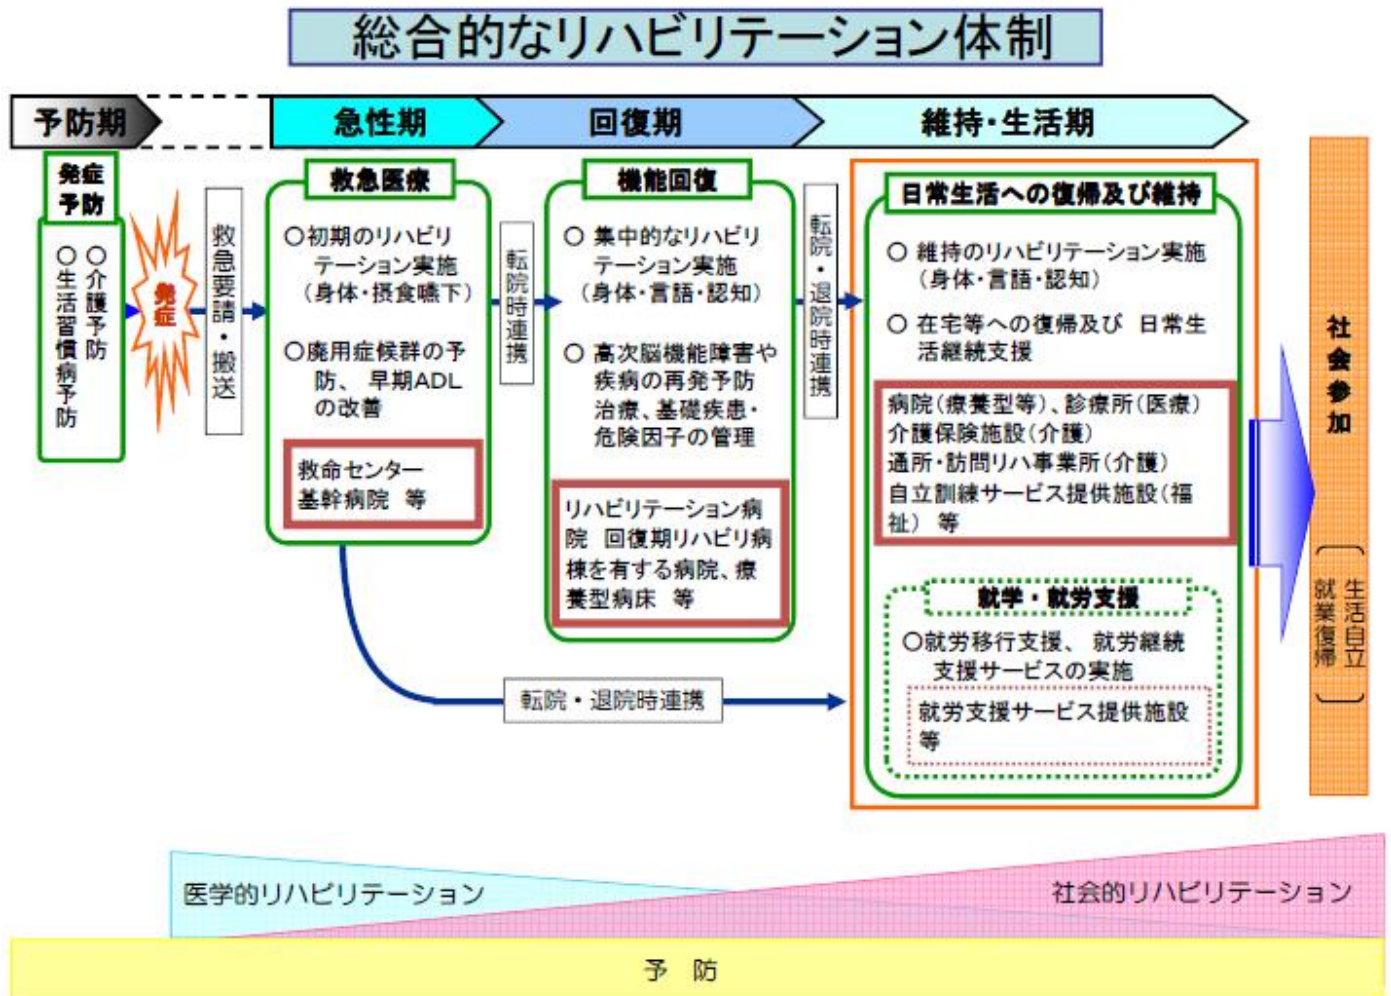 総合的なリハビリテーション体制
予防期
急性期
回復期
維持・生活期
発症
予防
○介護予防
○生活習慣病予防
発症
救急要請・搬送
救急医療
○初期のリハビリ
テーション実施
（身体・摂食嚥下）
○廃用症候群の予
防、 早期ADL
の改善
救命センター
基幹病院 等
転院時連携
機能回復
○ 集中的なリハビリ
テーション実施
（身体・言語・認知）
○ 高次脳機能障害や
疾病の再発予防
治療、基礎疾患・
危険因子の管理
リハビリテーション病
院 回復期リハビリ病
棟を有する病院、療
養型病床 等
転院・退院時連携
日常生活への復帰及び維持
○ 維持のリハビリテーション実施
（身体・言語・認知）
○ 在宅等への復帰及び 日常生
活継続支援
病院（療養型等）、診療所（医療）
介護保険施設（介護）
通所・訪問リハ事業所（介護）
自立訓練サービス提供施設（福
祉） 等
就学・就労支援
○就労移行支援、 就労継続
支援サービスの実施
就労支援サービス提供施設
等
転院・退院時連携
社会参加
（生活自立
就業復帰）
医学的リハビリテーション
社会的リハビリテーション
予 防